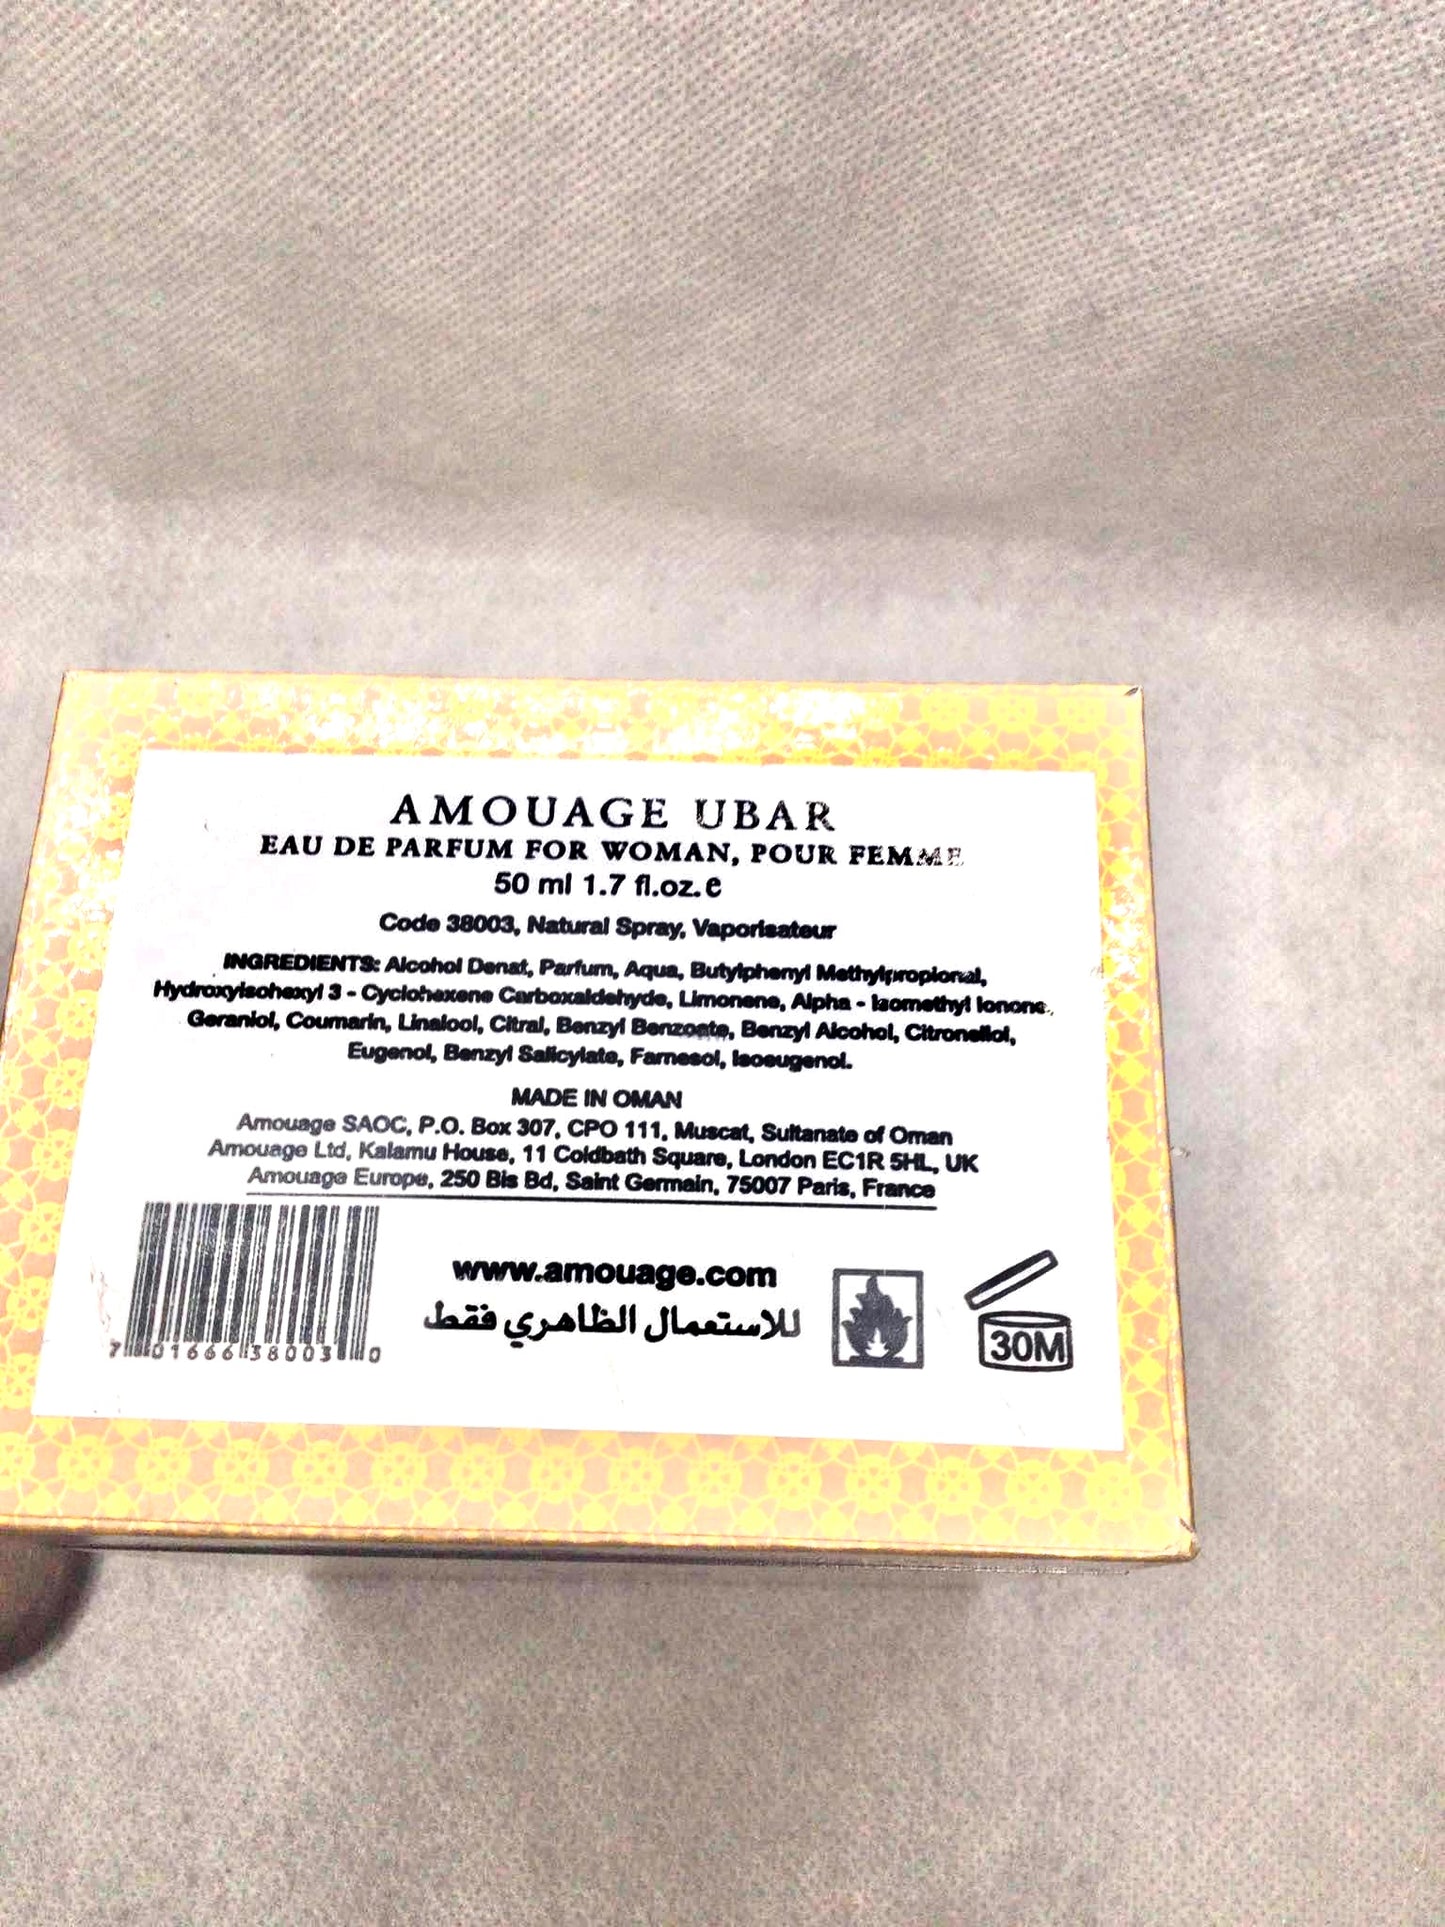 AMOUAGE UBAR
EAU DE PARFUM FOR WOMAN, POUR FEMME
50 ml 1.7 fl.oz. e
Code 38003, Natural Spray, Vaporisateur
INGREDIENTS: Alcohol Denat, Parfum, Aqua, Butylphenyl Methylpropional,
Hydroxyisohexyl 3 - Cyclohexene Carboxaldehyde, Limonene, Alpha - Isomethyl Ionone,
Geraniol, Coumarin, Linalool, Citral, Benzyl Benzoate, Benzyl Alcohol, Citronellol,
Eugenol, Benzyl Salicylate, Farnesol, Isoeugenol.
MADE IN OMAN
Amouage SAOC, P.O. Box 307, CPO 111, Muscat, Sultanate of Oman
Amouage Ltd, Kalamu House, 11 Coldbath Square, London EC1R 5HL, UK
Amouage Europe, 250 Bis Bd, Saint Germain, 75007 Paris, France
www.amouage.com
للاستعمال الظاهري فقط
30M
7 01666 38003 0